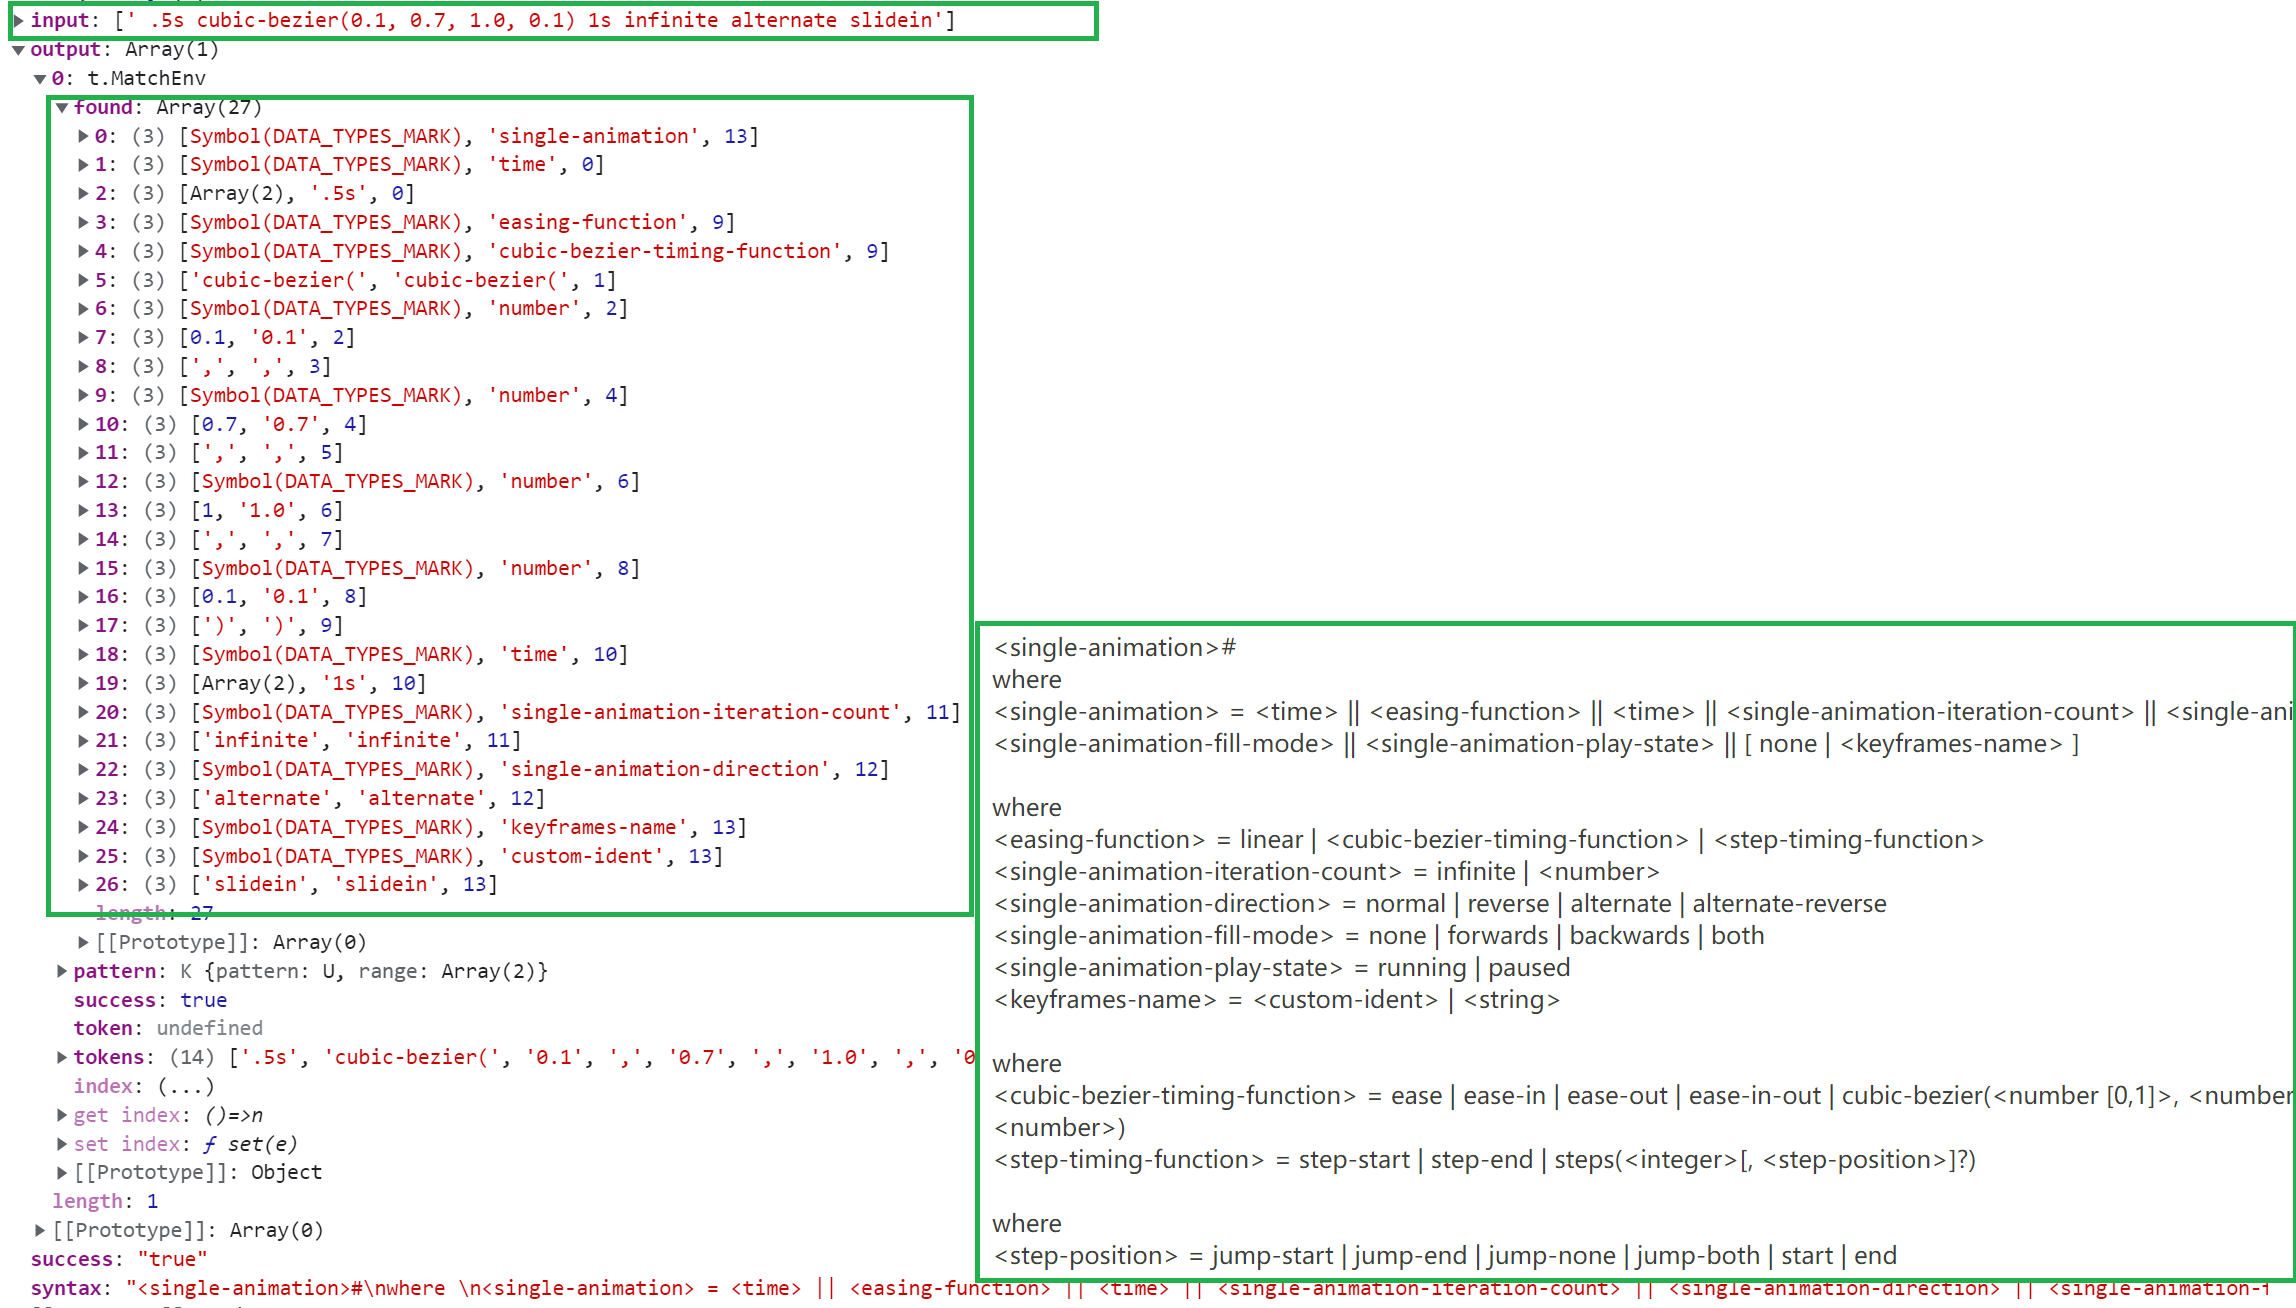 input: [' .5s cubic-bezier(0.1, 0.7, 1.0, 0.1) 1s infinite alternate slidein']
output: Array(1)
0: t.MatchEnv
found: Array(27)
0: (3) [Symbol(DATA_TYPES_MARK), 'single-animation', 13]
1: (3) [Symbol(DATA_TYPES_MARK), 'time', 0]
2: (3) [Array(2), '.5s', 0]
3: (3) [Symbol(DATA_TYPES_MARK), 'easing-function', 9]
4: (3) [Symbol(DATA_TYPES_MARK), 'cubic-bezier-timing-function', 9]
5: (3) ['cubic-bezier(', 'cubic-bezier(', 1]
6: (3) [Symbol(DATA_TYPES_MARK), 'number', 2]
7: (3) [0.1, '0.1', 2]
8: (3) [',', ',', 3]
9: (3) [Symbol(DATA_TYPES_MARK), 'number', 4]
10: (3) [0.7, '0.7', 4]
11: (3) [',', ',', 5]
12: (3) [Symbol(DATA_TYPES_MARK), 'number', 6]
13: (3) [1, '1.0', 6]
14: (3) [',', ',', 7]
15: (3) [Symbol(DATA_TYPES_MARK), 'number', 8]
16: (3) [0.1, '0.1', 8]
17: (3) [')', ')', 9]
18: (3) [Symbol(DATA_TYPES_MARK), 'time', 10]
19: (3) [Array(2), '1s', 10]
20: (3) [Symbol(DATA_TYPES_MARK), 'single-animation-iteration-count', 11]
21: (3) ['infinite', 'infinite', 11]
22: (3) [Symbol(DATA_TYPES_MARK), 'single-animation-direction', 12]
23: (3) ['alternate', 'alternate', 12]
24: (3) [Symbol(DATA_TYPES_MARK), 'keyframes-name', 13]
25: (3) [Symbol(DATA_TYPES_MARK), 'custom-ident', 13]
26: (3) ['slidein', 'slidein', 13]
length: 27
[[Prototype]]: Array(0)
pattern: K {pattern: U, range: Array(2)}
success: true
token: undefined
tokens: (14) ['.5s', 'cubic-bezier(', '0.1', ',', '0.7', ',', '1.0', ',', '0
index: (...)
get index: ()=>n
set index: ƒ set(e)
[[Prototype]]: Object
length: 1
[[Prototype]]: Array(0)
success: "true"
syntax: "<single-animation>#\nwhere \n<single-animation> = <time> || <easing-function> || <time> || <single-animation-iteration-count> || <single-animation-direction> || <single-animation-
<single-animation>#
where
<single-animation> = <time> || <easing-function> || <time> || <single-animation-iteration-count> || <single-ani
<single-animation-fill-mode> || <single-animation-play-state> || [ none | <keyframes-name> ]
where
<easing-function> = linear | <cubic-bezier-timing-function> | <step-timing-function>
<single-animation-iteration-count> = infinite | <number>
<single-animation-direction> = normal | reverse | alternate | alternate-reverse
<single-animation-fill-mode> = none | forwards | backwards | both
<single-animation-play-state> = running | paused
<keyframes-name> = <custom-ident> | <string>
where
<cubic-bezier-timing-function> = ease | ease-in | ease-out | ease-in-out | cubic-bezier(<number [0,1]>, <number
<number>)
<step-timing-function> = step-start | step-end | steps(<integer>[, <step-position>]?)
where
<step-position> = jump-start | jump-end | jump-none | jump-both | start | end